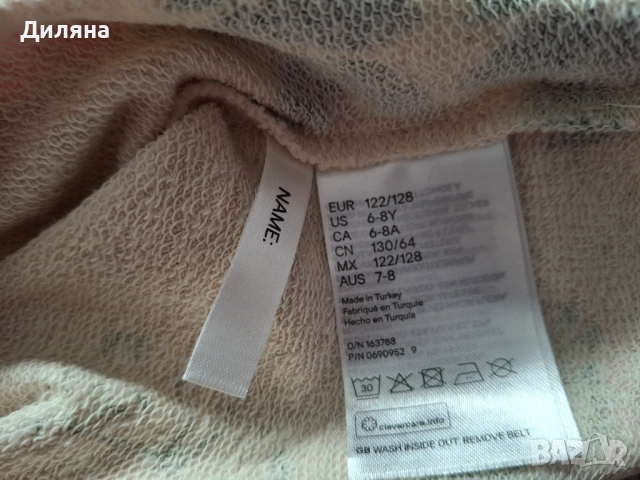 Диляна
NAME:
EUR 122/128
US 6-8Y
CA 6-8A
CN 130/64
MX 122/128
AUS 7-8
Made in Turkey
Fabriqué en Turquie
Hecho en Turquía
O/N 163788
P/N 0690952 9
30
clevercare.info
GB WASH INSIDE OUT REMOVE BELT
BAZAR